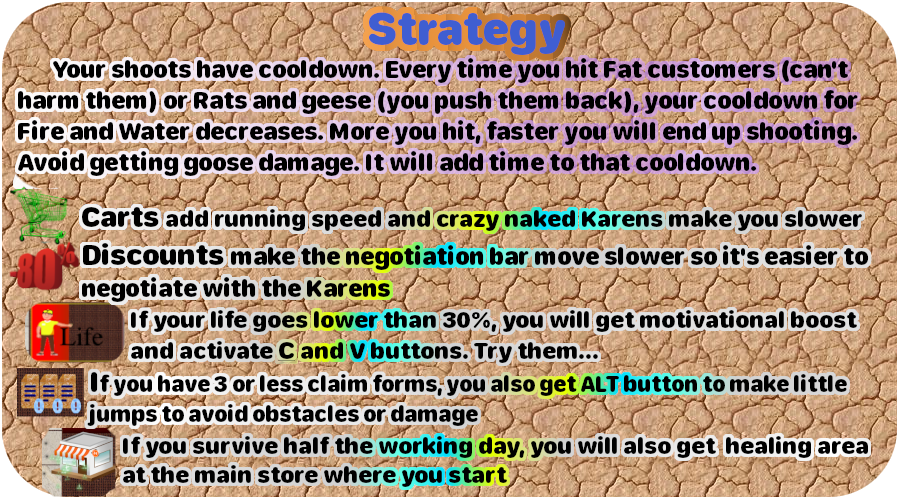 Strategy
Your shoots have cooldown. Every time you hit Fat customers (can't
harm them) or Rats and geese (you push them back), your cooldown for
Fire and Water decreases. More you hit, faster you will end up shooting.
Avoid getting goose damage. It will add time to that cooldown.
Carts add running speed and crazy naked Karens make you slower
-80%
Discounts make the negotiation bar move slower so it's easier to
negotiate with the Karens
Life
If your life goes lower than 30%, you will get motivational boost
and activate C and V buttons. Try them...
0 0 0
If you have 3 or less claim forms, you also get ALT button to make little
jumps to avoid obstacles or damage
If you survive half the working day, you will also get healing area
at the main store where you start